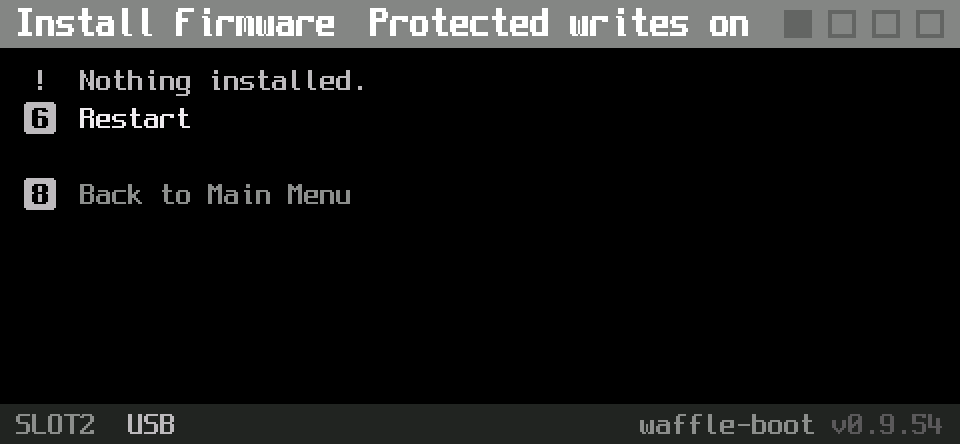 Install Firmware Protected writes on
! Nothing installed.
6 Restart
8 Back to Main Menu
SLOT2 USB waffle-boot v0.9.54